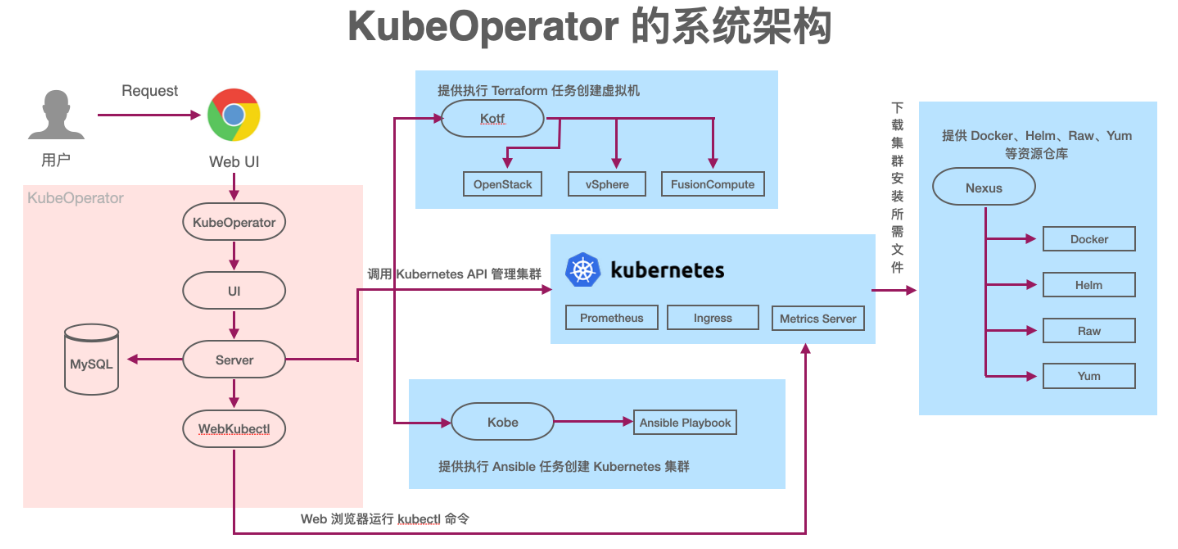 KubeOperator 的系统架构
Request
用户
Web UI
KubeOperator
KubeOperator
UI
Server
MySQL
WebKubectl
提供执行 Terraform 任务创建虚拟机
Kotf
OpenStack
vSphere
FusionCompute
调用 Kubernetes API 管理集群
kubernetes
Prometheus
Ingress
Metrics Server
Kobe
Ansible Playbook
提供执行 Ansible 任务创建 Kubernetes 集群
Web 浏览器运行 kubectl 命令
下
载
集
群
安
装
所
需
文
件
提供 Docker、Helm、Raw、Yum
等资源仓库
Nexus
Docker
Helm
Raw
Yum